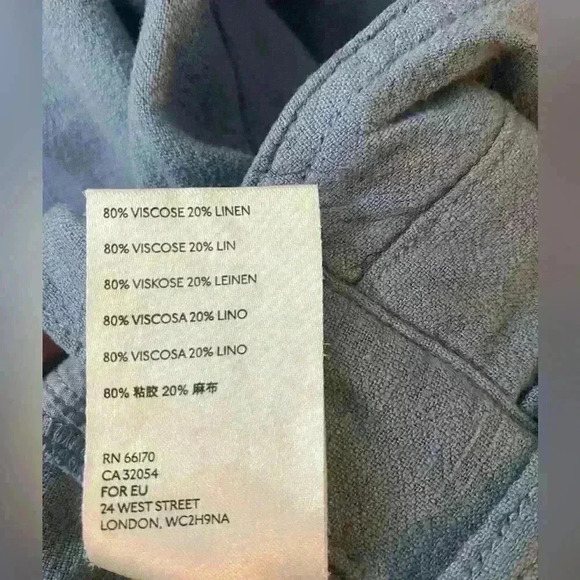 80% VISCOSE 20% LINEN
80% VISCOSE 20% LIN
80% VISKOSE 20% LEINEN
80% VISCOSA 20% LINO
80% VISCOSA 20% LINO
80% 粘胶 20% 麻布
RN 66170
CA 32054
FOR EU
24 WEST STREET
LONDON, WC2H9NA